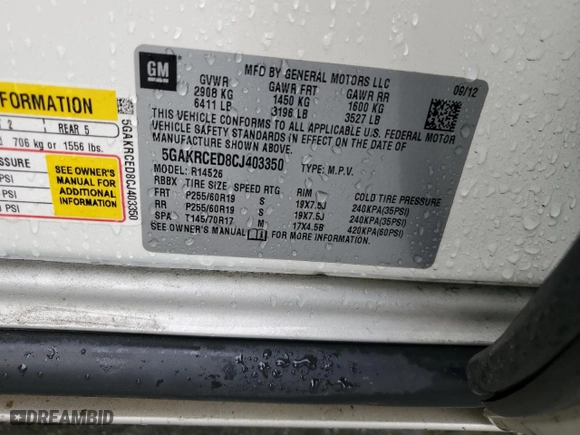 GM
MFD BY GENERAL MOTORS LLC
09/12
GVWR GAWR FRT GAWR RR
2908 KG 1450 KG 1600 KG
6411 LB 3196 LB 3527 LB
THIS VEHICLE CONFORMS TO ALL APPLICABLE U.S. FEDERAL MOTOR
VEHICLE SAFETY STANDARDS IN EFFECT ON THE DATE OF
MANUFACTURE SHOWN ABOVE.
5GAKRCED8CJ403350 TYPE: M.P.V.
MODEL: R14526
RBBX TIRE SIZE SPEED RTG RIM COLD TIRE PRESSURE
FRT P255/60R19 S 19X7.5J 240KPA(35PSI)
RR P255/60R19 S 19X7.5J 240KPA(35PSI)
SPA T145/70R17 M 17X4.5B 420KPA(60PSI)
SEE OWNER'S MANUAL FOR MORE INFORMATION.
FORMATION
2 REAR 5
706 kg or 1556 lbs.
SSURE
SEE OWNER'S
MANUAL FOR
ADDITIONAL
INFORMATION
PSI
PSI
PSI
5GAKRCED8CJ403350
DREAMBID